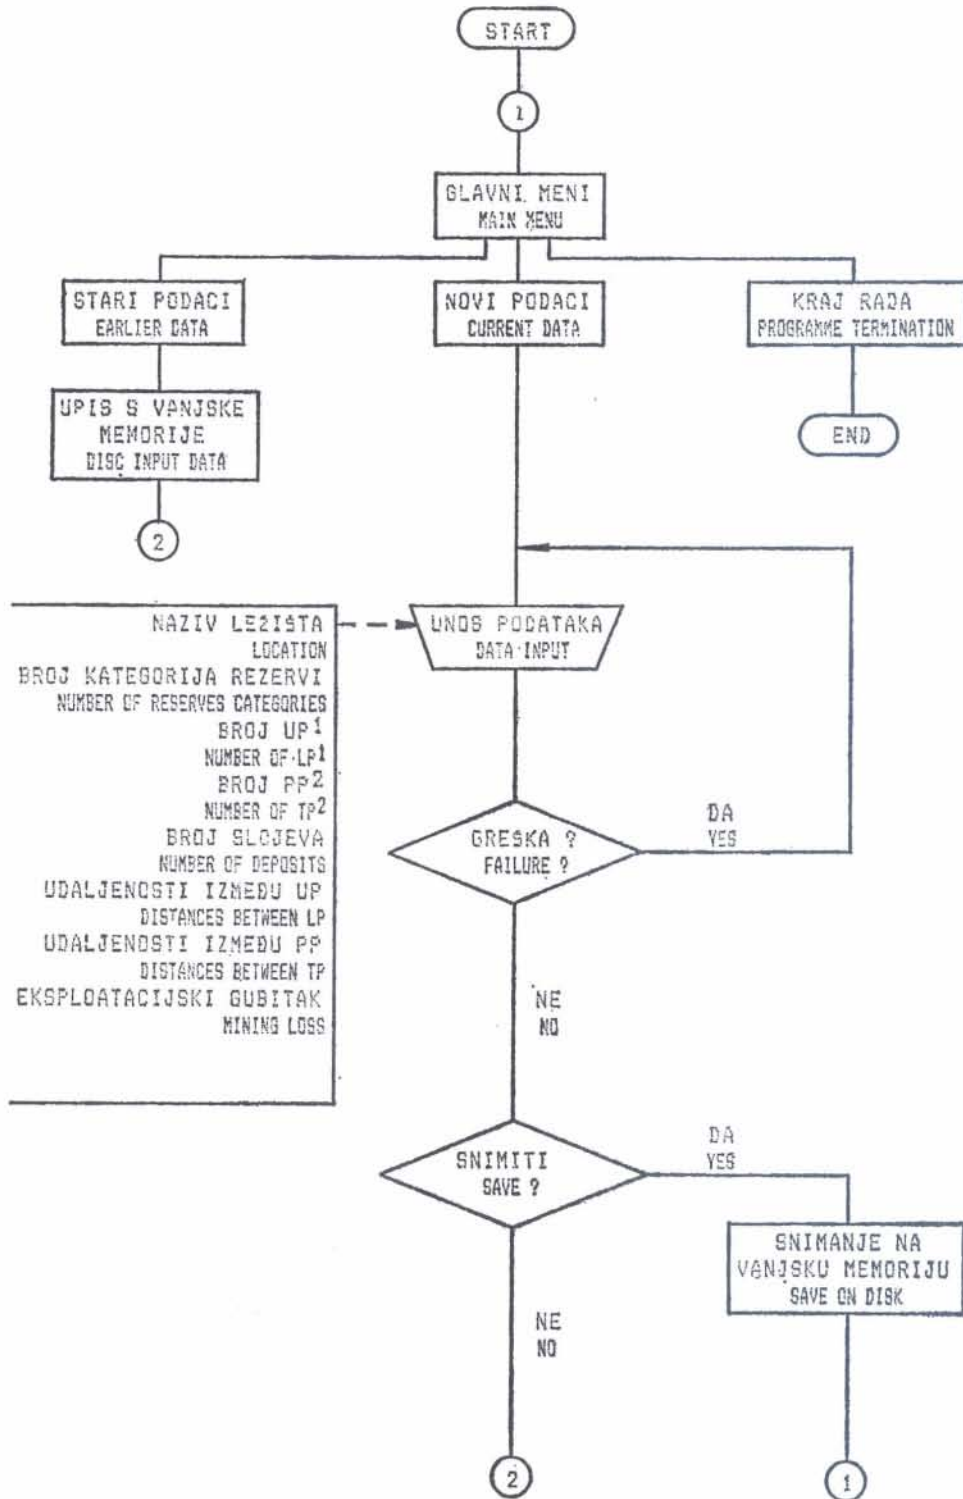 START
1
GLAVNI MENI
MAIN MENU
STARI PODACI
EARLIER DATA
NOVI PODACI
CURRENT DATA
KRAJ RADA
PROGRAMME TERMINATION
UPIS S VANJSKE
MEMORIJE
DISC INPUT DATA
END
2
NAZIV LEŽIŠTA
LOCATION
BROJ KATEGORIJA REZERVI
NUMBER OF RESERVES CATEGORIES
BROJ UP¹
NUMBER OF LP¹
BROJ PP²
NUMBER OF TP²
BROJ SLOJEVA
NUMBER OF DEPOSITS
UDALJENOSTI IZMEĐU UP
DISTANCES BETWEEN LP
UDALJENOSTI IZMEĐU PP
DISTANCES BETWEEN TP
EKSPLOATACIJSKI GUBITAK
MINING LOSS
UNOS PODATAKA
DATA INPUT
GRESKA ?
FAILURE ?
DA
YES
NE
NO
SNIMITI
SAVE ?
DA
YES
SNIMANJE NA
VANJSKU MEMORIJU
SAVE ON DISK
NE
NO
2
1